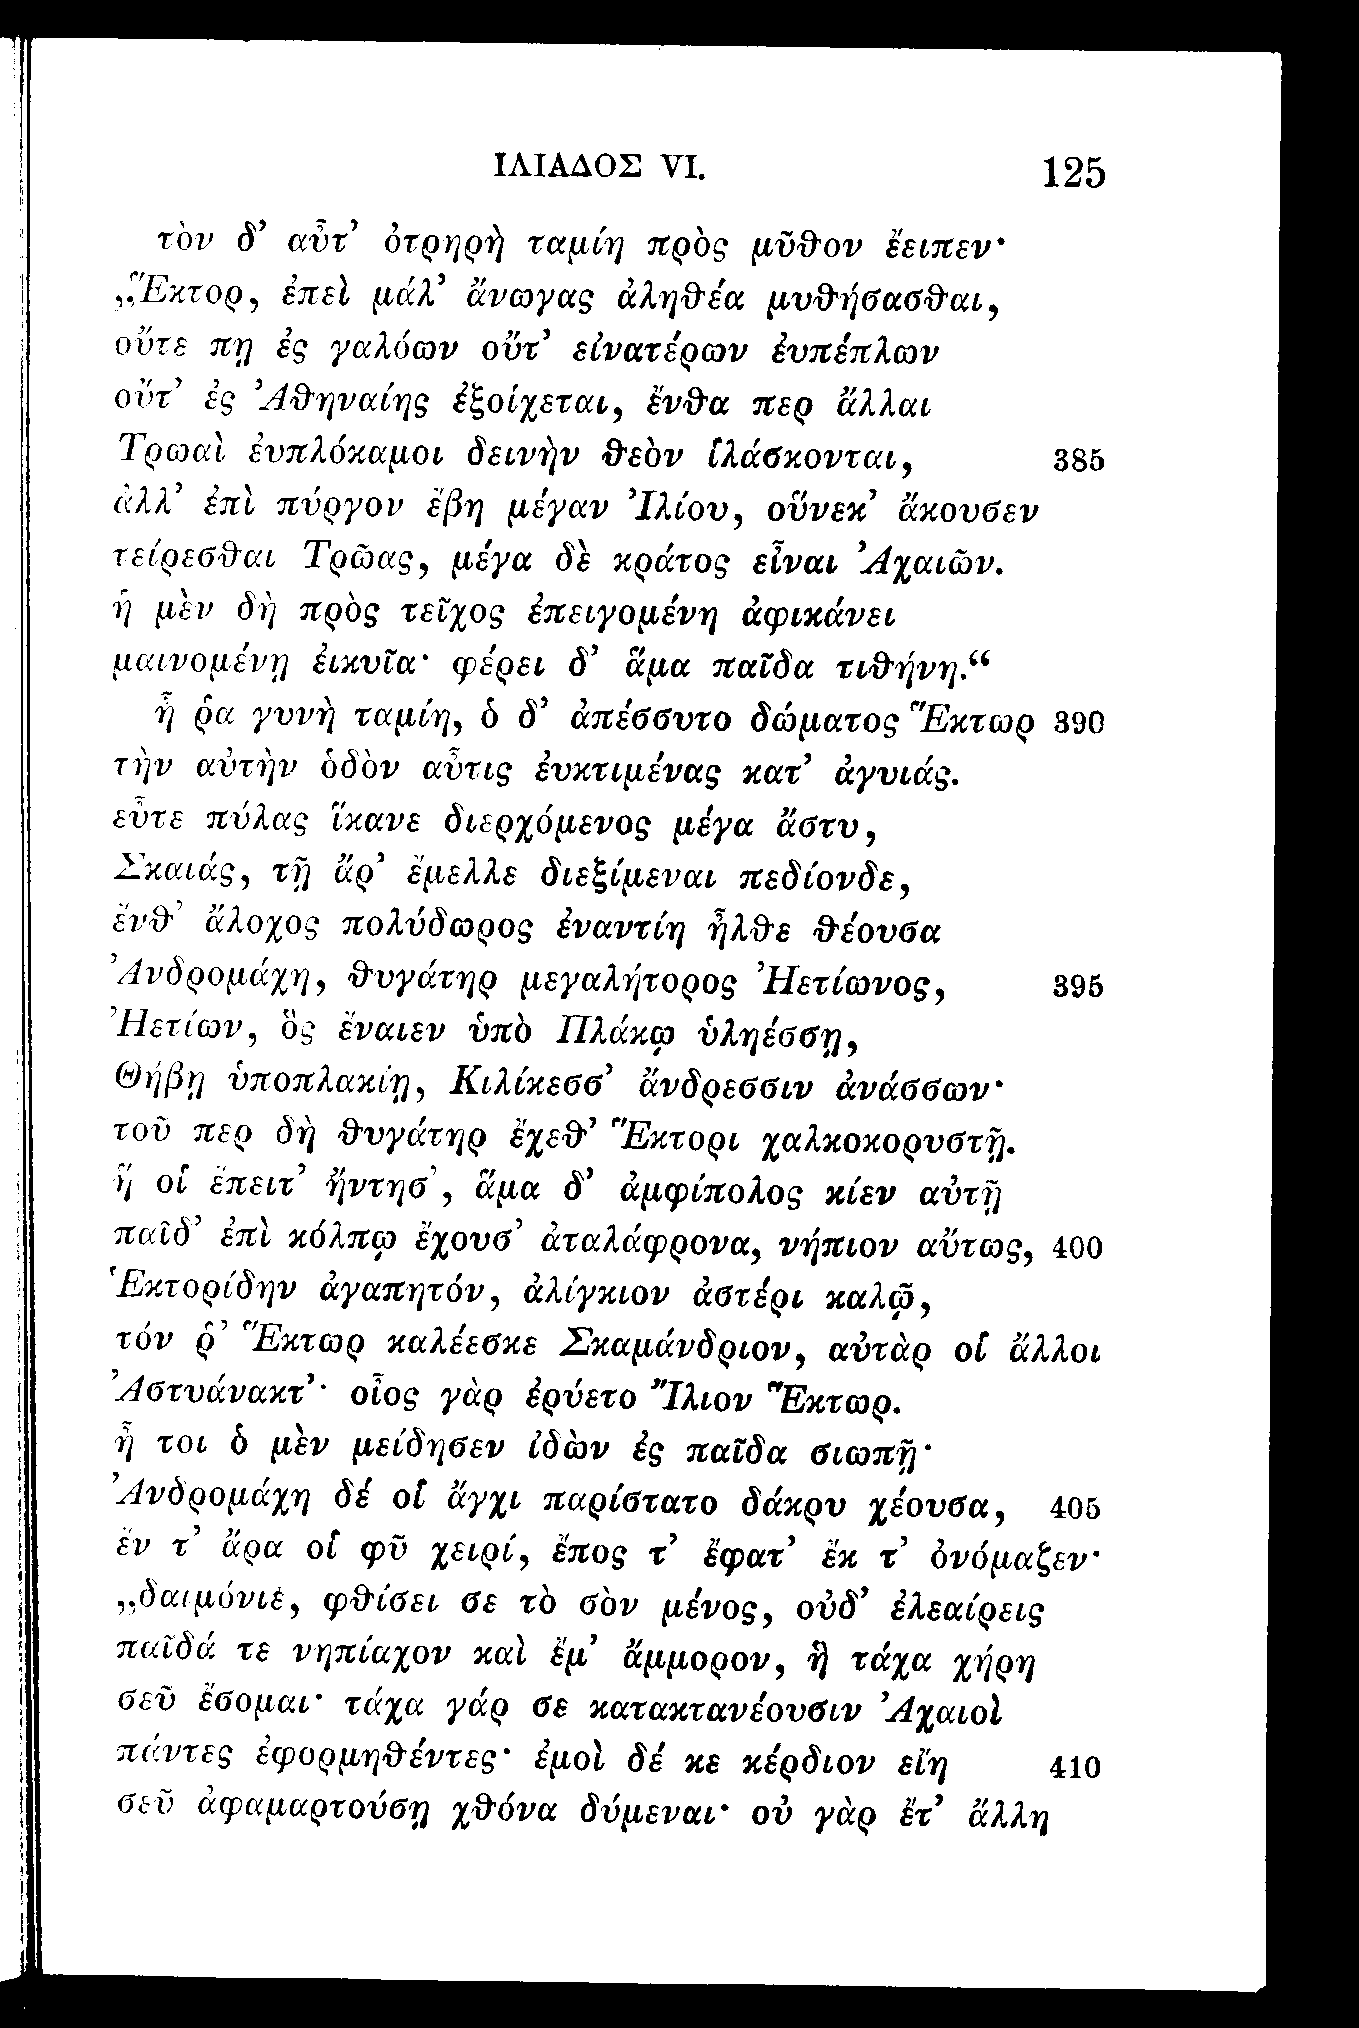 ΙΛΙΑΔΟΣ VI. 125
τὸν δ' αὖτ' ὀτρηρὴ ταμίη πρὸς μῦθον ἔειπεν·
„Ἕκτορ, ἐπεὶ μάλ' ἄνωγας ἀληθέα μυθήσασθαι,
οὔτε πῃ ἐς γαλόων οὔτ' εἰνατέρων ἐυπέπλων
οὔτ' ἐς Ἀθηναίης ἐξοίχεται, ἔνθα περ ἄλλαι
Τρωαὶ ἐυπλόκαμοι δεινὴν θεὸν ἱλάσκονται, 385
ἀλλ' ἐπὶ πύργον ἔβη μέγαν Ἰλίου, οὕνεκ' ἄκουσεν
τείρεσθαι Τρῶας, μέγα δὲ κράτος εἶναι Ἀχαιῶν.
ἡ μὲν δὴ πρὸς τεῖχος ἐπειγομένη ἀφικάνει
μαινομένῃ ἐικυῖα· φέρει δ' ἅμα παῖδα τιθήνη.“
ἦ ῥα γυνὴ ταμίη, ὁ δ' ἀπέσσυτο δώματος Ἕκτωρ 390
τὴν αὐτὴν ὁδὸν αὖτις ἐυκτιμένας κατ' ἀγυιάς.
εὖτε πύλας ἵκανε διερχόμενος μέγα ἄστυ,
Σκαιάς, τῇ ἄρ' ἔμελλε διεξίμεναι πεδίονδε,
ἔνθ' ἄλοχος πολύδωρος ἐναντίη ἦλθε θέουσα
Ἀνδρομάχη, θυγάτηρ μεγαλήτορος Ἠετίωνος, 395
Ἠετίων, ὃς ἔναιεν ὑπὸ Πλάκῳ ὑληέσσῃ,
Θήβῃ ὑποπλακίῃ, Κιλίκεσσ' ἄνδρεσσιν ἀνάσσων·
τοῦ περ δὴ θυγάτηρ ἔχεθ' Ἕκτορι χαλκοκορυστῇ.
ἥ οἱ ἔπειτ' ἤντησ', ἅμα δ' ἀμφίπολος κίεν αὐτῇ
παῖδ' ἐπὶ κόλπῳ ἔχουσ' ἀταλάφρονα, νήπιον αὔτως, 400
Ἑκτορίδην ἀγαπητόν, ἀλίγκιον ἀστέρι καλῷ,
τόν ῥ' Ἕκτωρ καλέεσκε Σκαμάνδριον, αὐτὰρ οἱ ἄλλοι
Ἀστυάνακτ'· οἶος γὰρ ἐρύετο Ἴλιον Ἕκτωρ.
ἦ τοι ὁ μὲν μείδησεν ἰδὼν ἐς παῖδα σιωπῇ·
Ἀνδρομάχη δέ οἱ ἄγχι παρίστατο δάκρυ χέουσα, 405
ἔν τ' ἄρα οἱ φῦ χειρί, ἔπος τ' ἔφατ' ἔκ τ' ὀνόμαζεν·
„δαιμόνιέ, φθίσει σε τὸ σὸν μένος, οὐδ' ἐλεαίρεις
παῖδά τε νηπίαχον καὶ ἔμ' ἄμμορον, ἣ τάχα χήρη
σεῦ ἔσομαι· τάχα γάρ σε κατακτανέουσιν Ἀχαιοὶ
πάντες ἐφορμηθέντες· ἐμοὶ δέ κε κέρδιον εἴη 410
σεῦ ἀφαμαρτούσῃ χθόνα δύμεναι· οὐ γὰρ ἔτ' ἄλλη